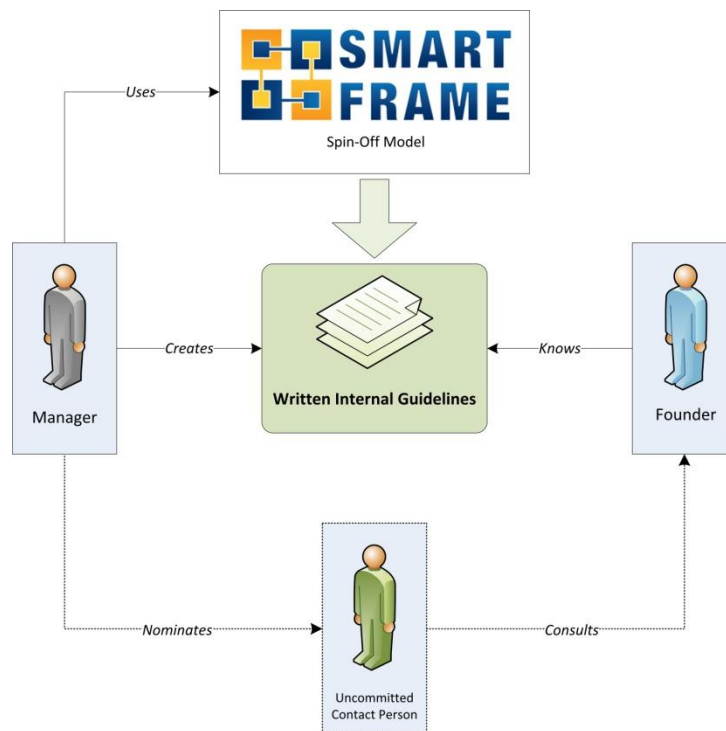 SMART
FRAME
Spin-Off Model
Uses
Manager
Creates
Written Internal Guidelines
Knows
Founder
Nominates
Uncommitted
Contact Person
Consults